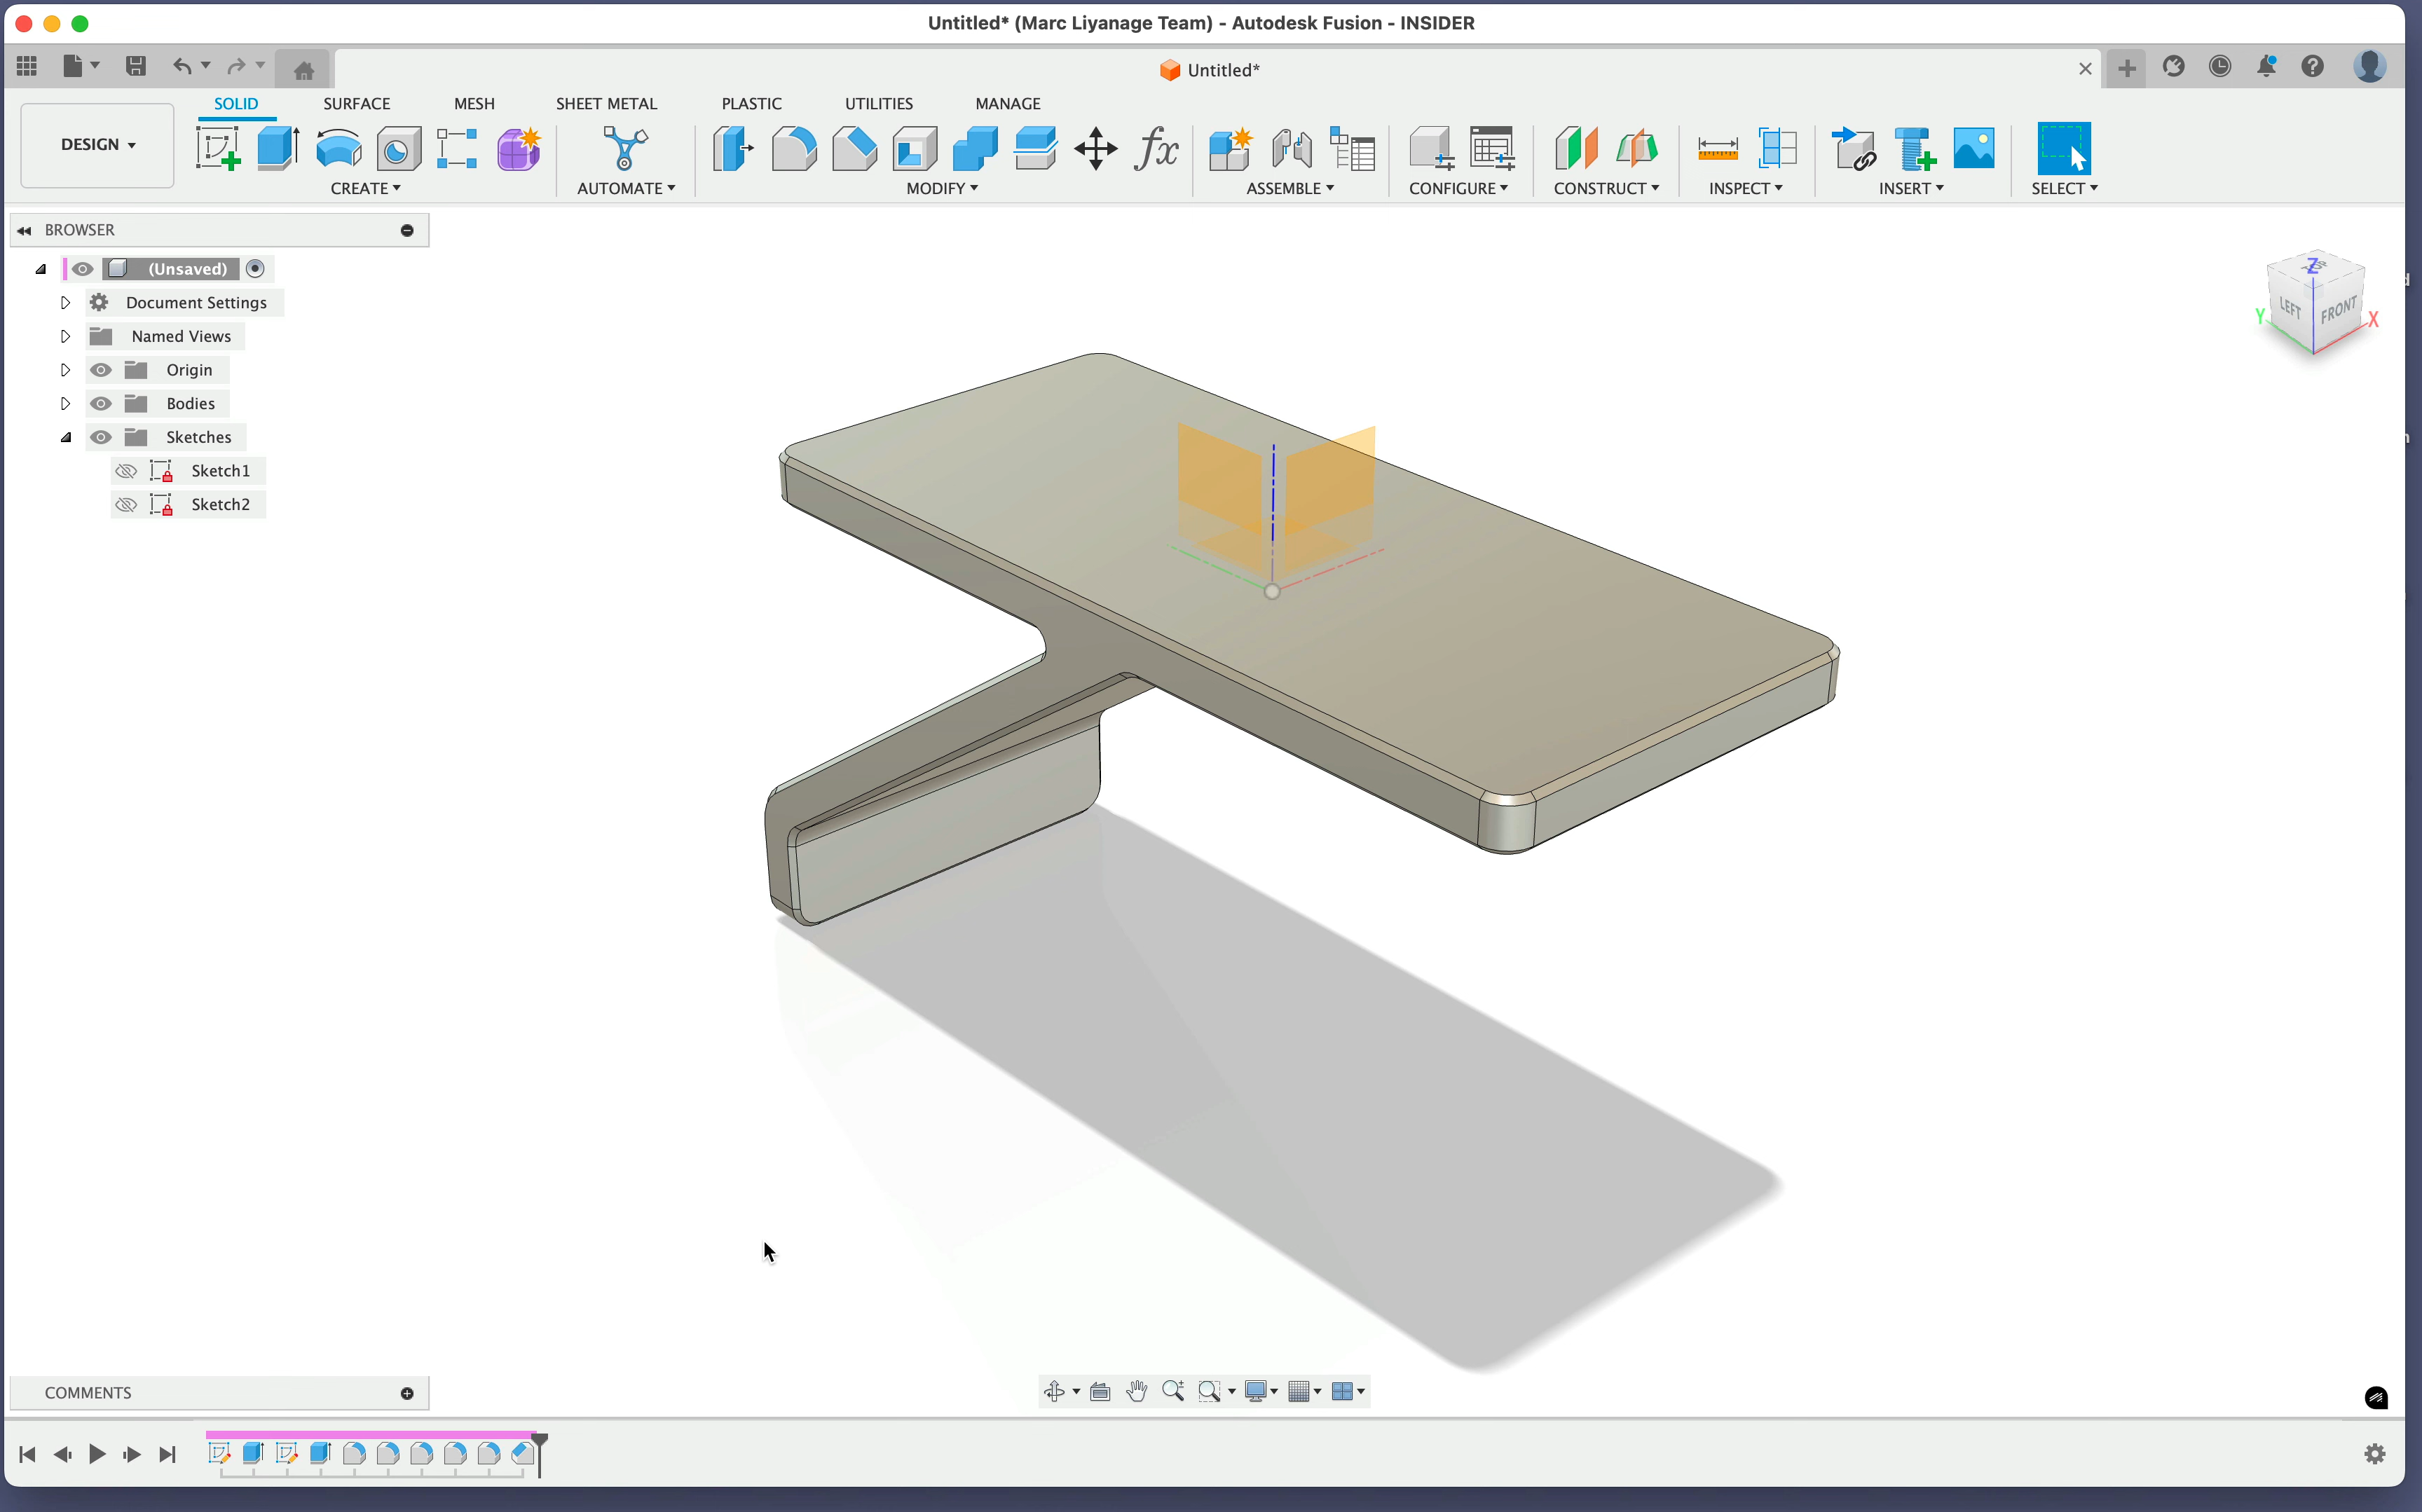 Untitled* (Marc Liyanage Team) - Autodesk Fusion - INSIDER
Untitled*
SOLID SURFACE MESH SHEET METAL PLASTIC UTILITIES MANAGE
DESIGN
fx
CREATE AUTOMATE MODIFY ASSEMBLE CONFIGURE CONSTRUCT INSPECT INSERT SELECT
BROWSER
(Unsaved)
Document Settings
Named Views
Origin
Bodies
Sketches
Sketch1
Sketch2
TOP
Z
LEFT FRONT
Y X
COMMENTS